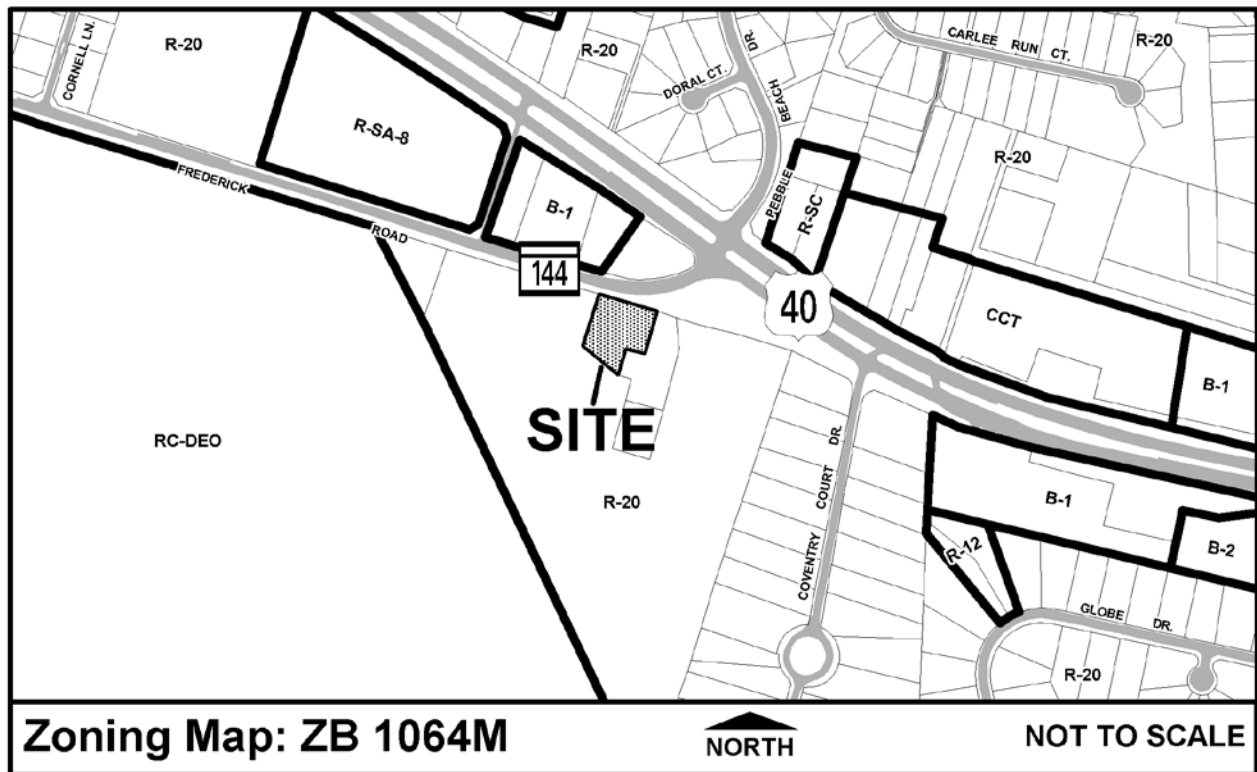 R-20
CORNELL LN.
R-20
DORAL CT.
PEBBLE BEACH DR.
CARLEE RUN CT.
R-20
R-SA-8
R-20
FREDERICK ROAD
B-1
R-SC
144
40
CCT
B-1
SITE
RC-DEO
R-20
COVENTRY COURT DR.
B-1
R-12
B-2
GLOBE DR.
R-20
Zoning Map: ZB 1064M
NORTH
NOT TO SCALE